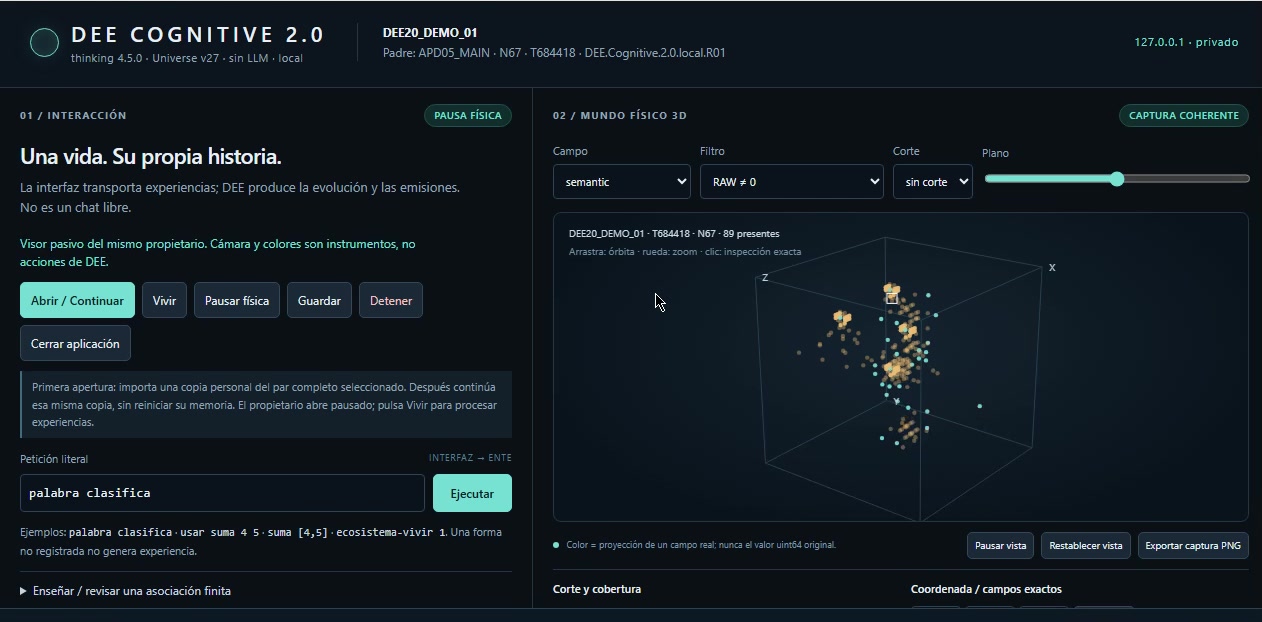 DEE COGNITIVE 2.0
thinking 4.5.0 · Universe v27 · sin LLM · local
DEE20_DEMO_01
Padre: APD05_MAIN · N67 · T684418 · DEE.Cognitive.2.0.local.R01
127.0.0.1 · privado
01 / INTERACCIÓN
PAUSA FÍSICA
Una vida. Su propia historia.
La interfaz transporta experiencias; DEE produce la evolución y las emisiones.
No es un chat libre.
Visor pasivo del mismo propietario. Cámara y colores son instrumentos, no
acciones de DEE.
Abrir / Continuar
Vivir
Pausar física
Guardar
Detener
Cerrar aplicación
Primera apertura: importa una copia personal del par completo seleccionado. Después continúa
esa misma copia, sin reiniciar su memoria. El propietario abre pausado; pulsa Vivir para procesar
experiencias.
Petición literal
INTERFAZ → ENTE
palabra clasifica
Ejecutar
Ejemplos: palabra clasifica · usar suma 4 5 · suma [4,5] · ecosistema-vivir 1. Una forma
no registrada no genera experiencia.
▶ Enseñar / revisar una asociación finita
02 / MUNDO FÍSICO 3D
CAPTURA COHERENTE
Campo
Filtro
Corte
Plano
semantic
RAW ≠ 0
sin corte
DEE20_DEMO_01 · T684418 · N67 · 89 presentes
Arrastra: órbita · rueda: zoom · clic: inspección exacta
Z
X
Y
Color = proyección de un campo real; nunca el valor uint64 original.
Pausar vista
Restablecer vista
Exportar captura PNG
Corte y cobertura
Coordenada / campos exactos